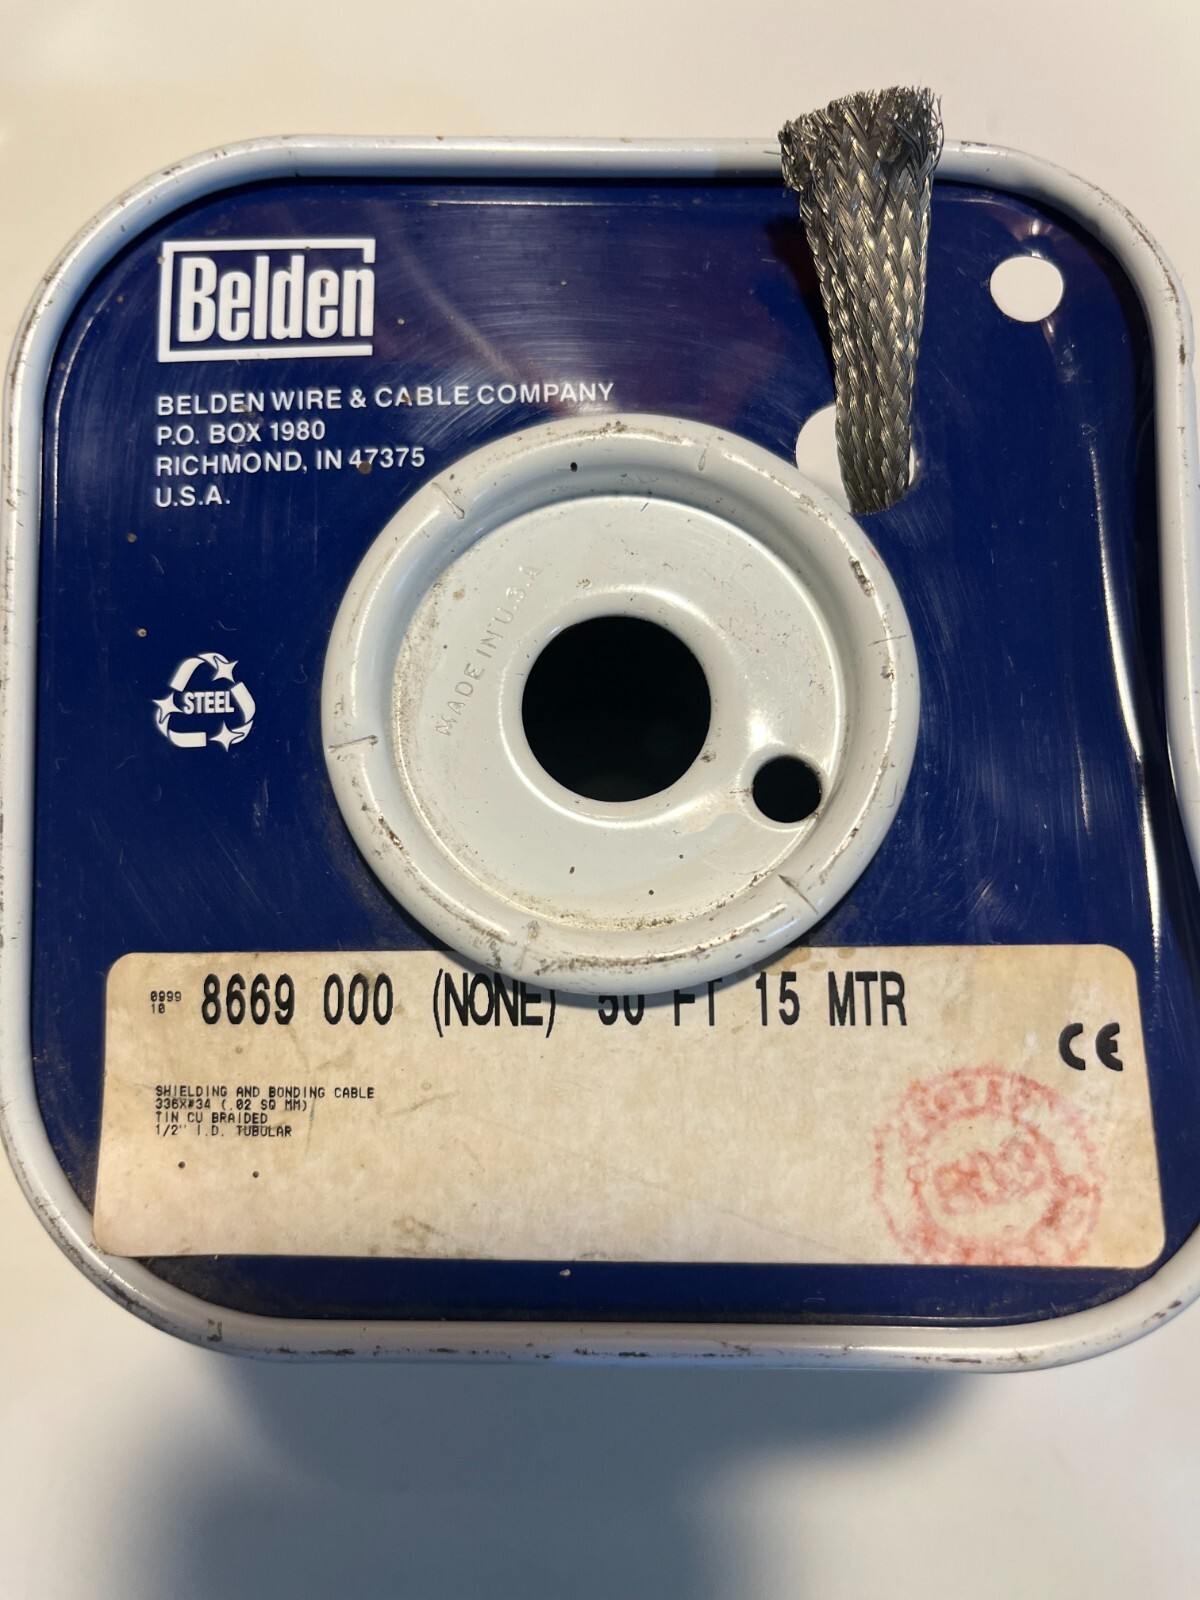 Belden
BELDEN WIRE & CABLE COMPANY
P.O. BOX 1980
RICHMOND, IN 47375
U.S.A.
MADE IN U.S.A
STEEL
0999
10
8669 000 (NONE) 50 FT 15 MTR
CE
SHIELDING AND BONDING CABLE
336X#34 (.02 SQ MM)
TIN CU BRAIDED
1/2" I.D. TUBULAR